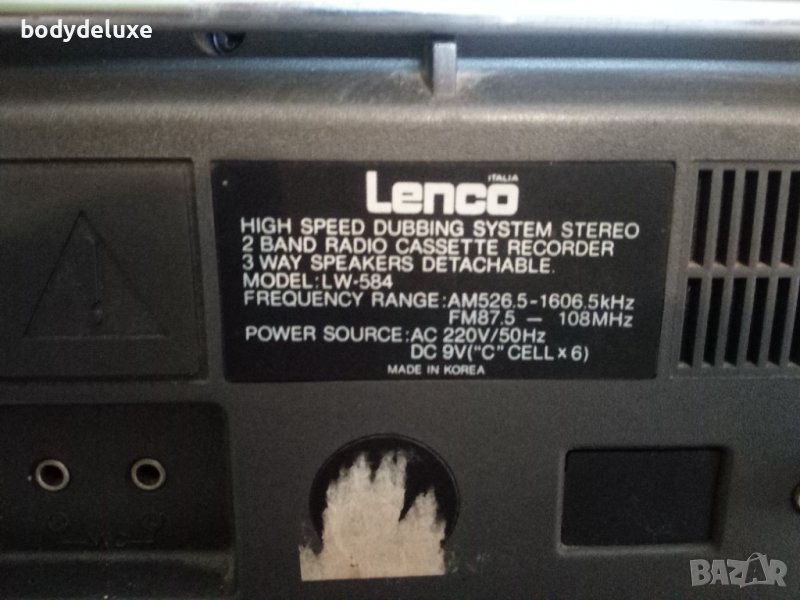 bodydeluxe
ITALIA
Lenco
HIGH SPEED DUBBING SYSTEM STEREO
2 BAND RADIO CASSETTE RECORDER
3 WAY SPEAKERS DETACHABLE.
MODEL:LW-584
FREQUENCY RANGE:AM526.5-1606.5kHz
FM87.5 — 108MHz
POWER SOURCE:AC 220V/50Hz
DC 9V("C" CELL x 6)
MADE IN KOREA
BAZAR